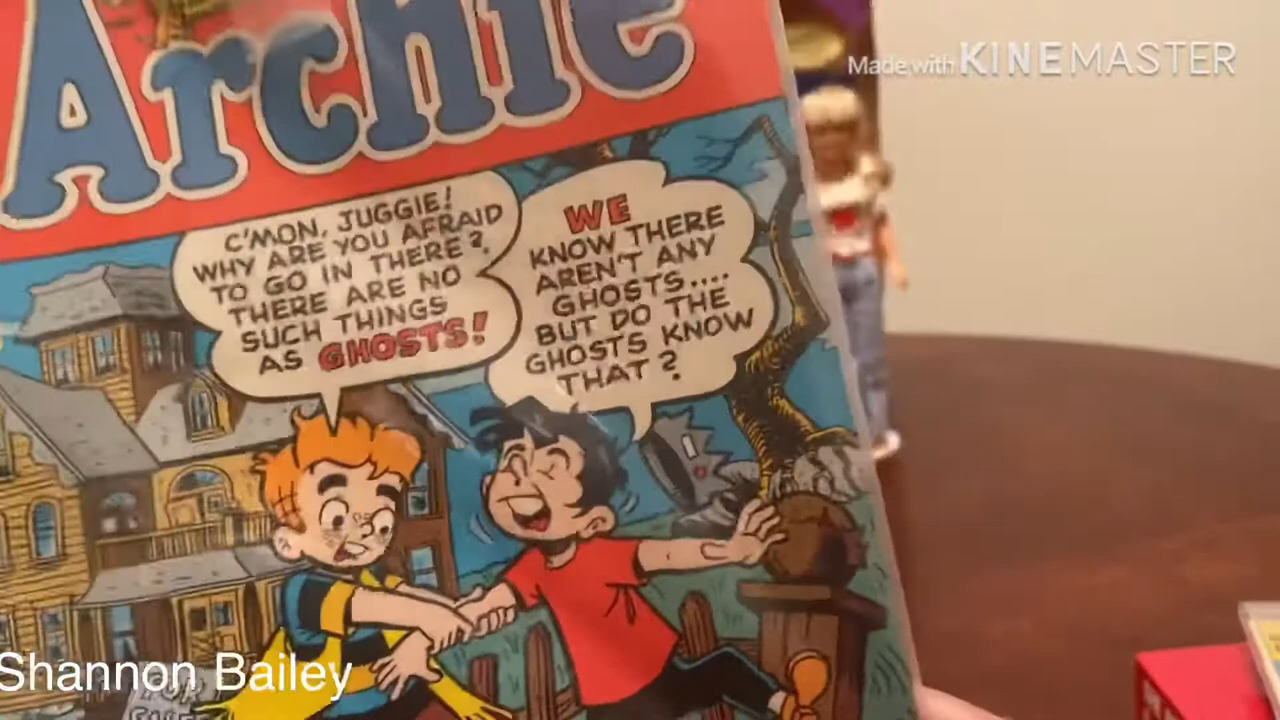 Archie
Made with KINEMASTER
C'MON, JUGGIE!
WHY ARE YOU AFRAID
TO GO IN THERE?
THERE ARE NO
SUCH THINGS
AS GHOSTS!
WE
KNOW THERE
AREN'T ANY
GHOSTS....
BUT DO THE
GHOSTS KNOW
THAT?
Shannon Bailey